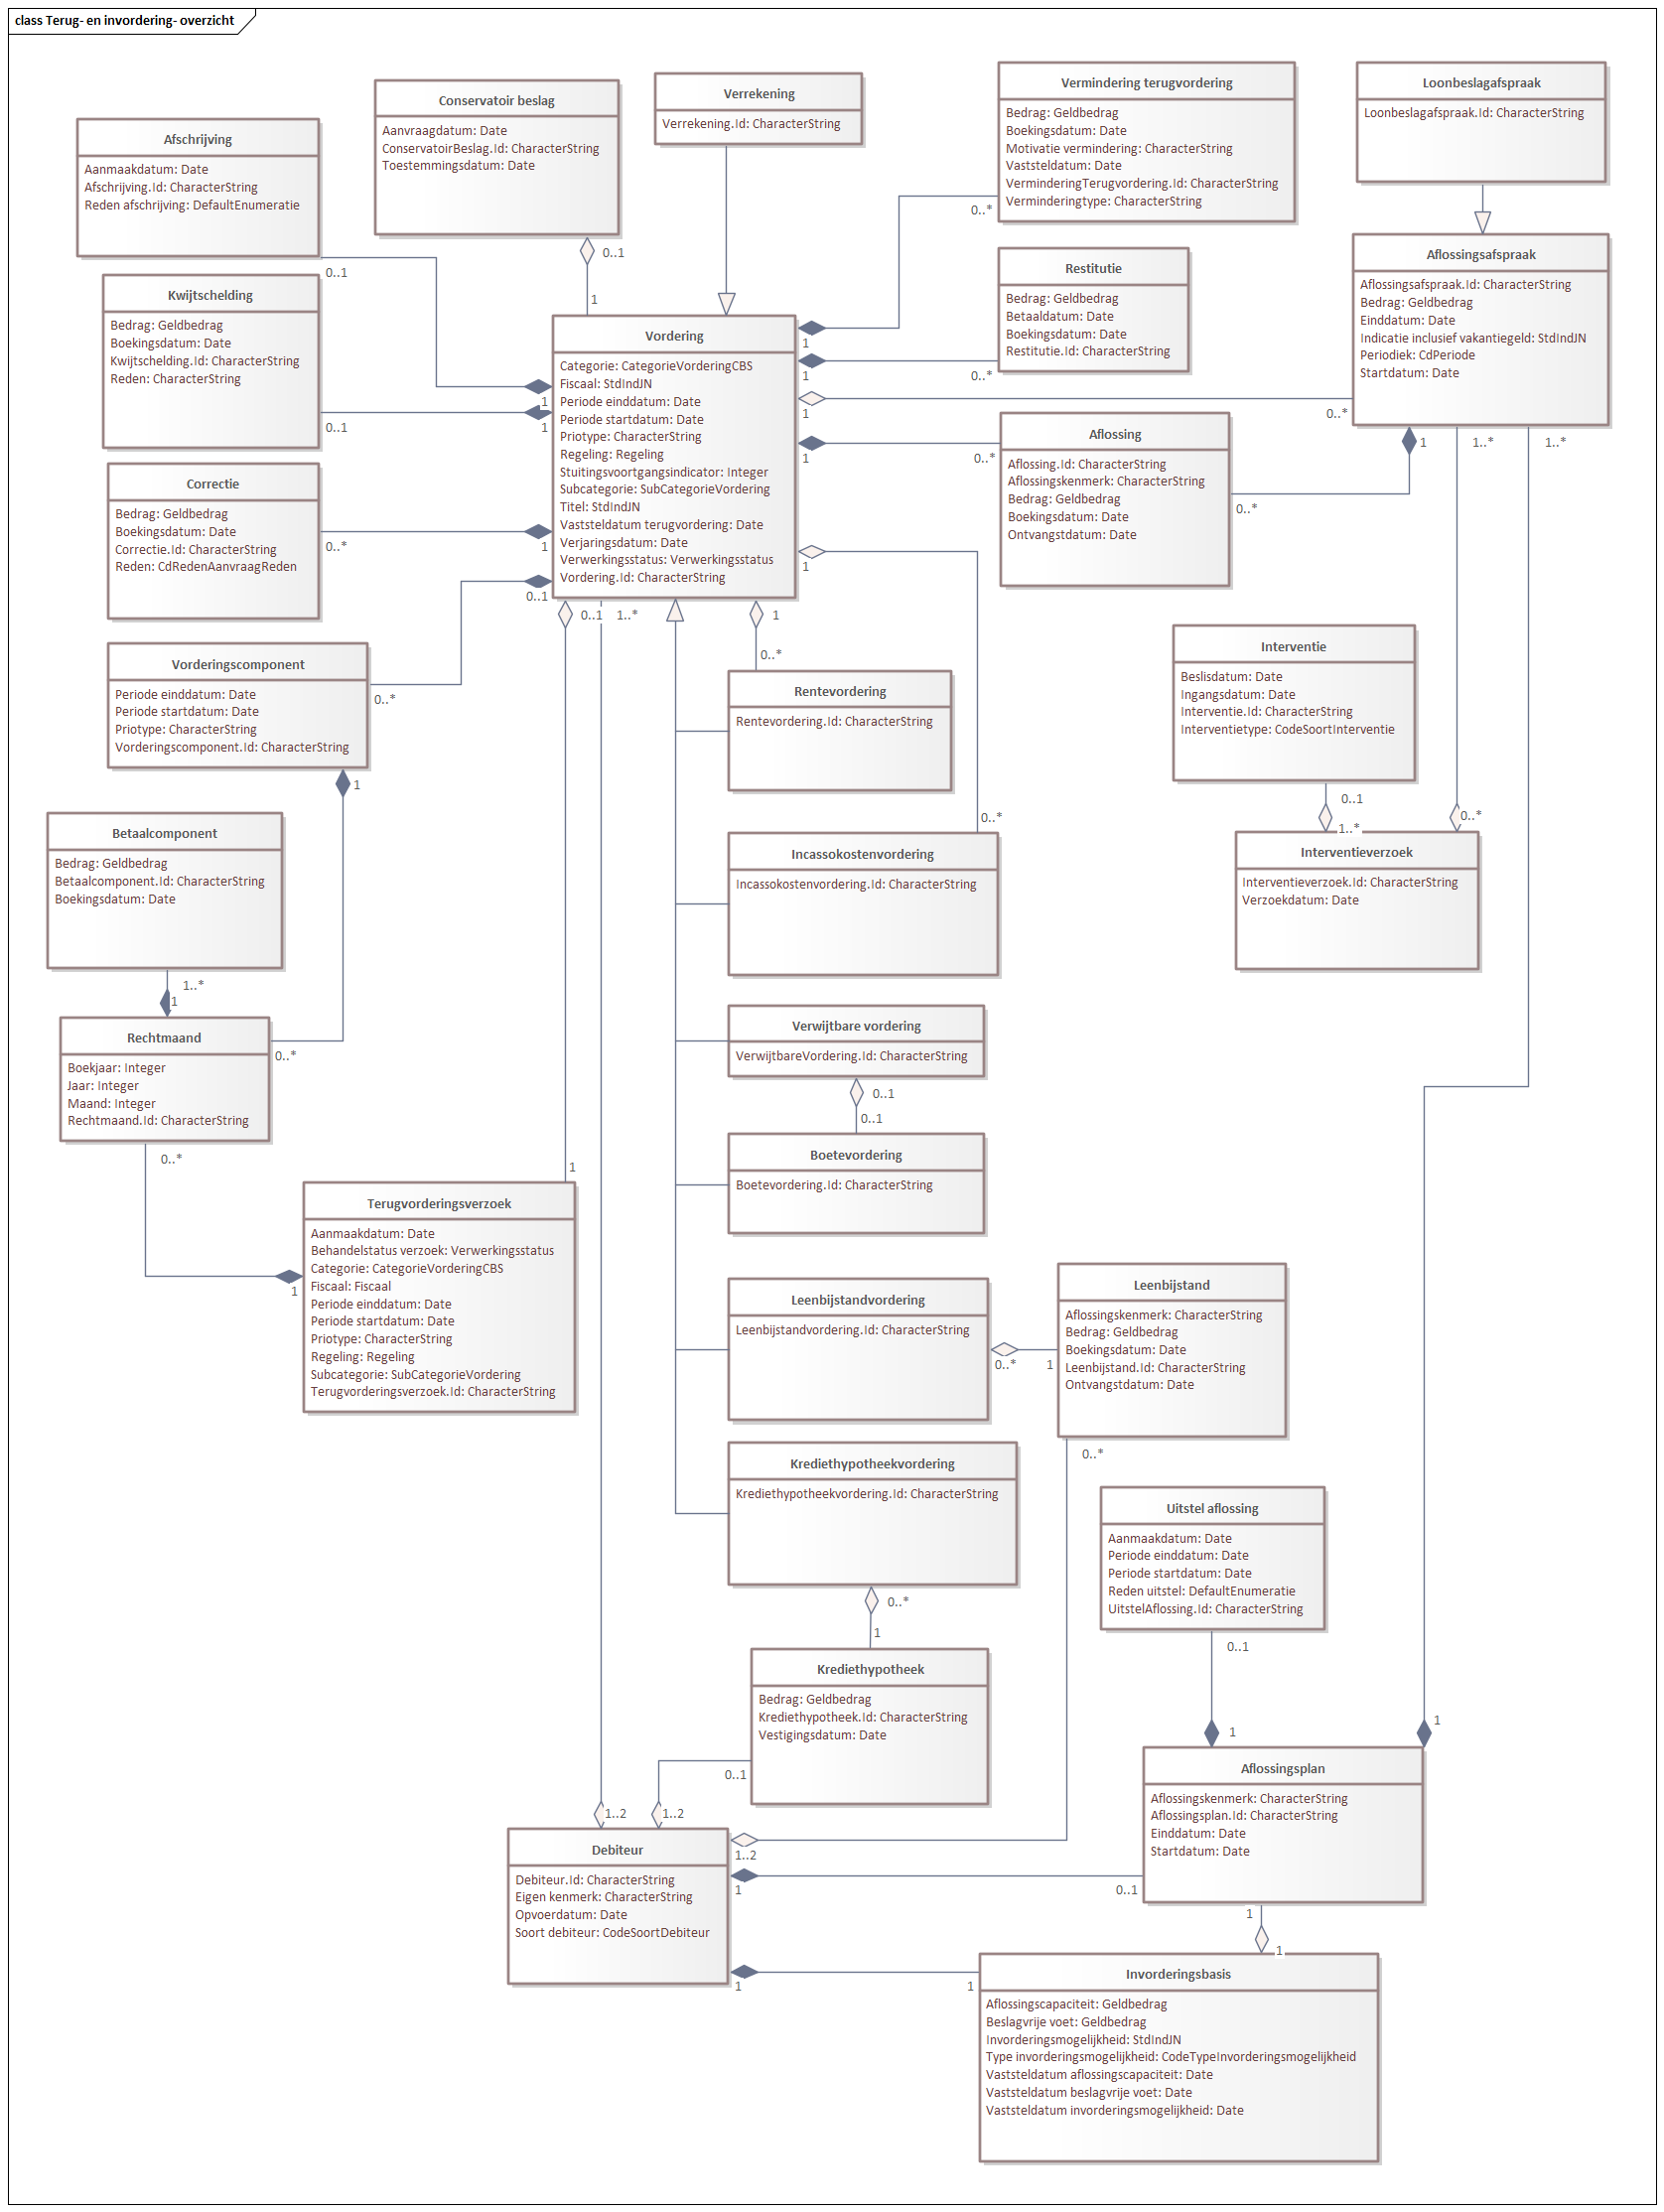 class Terug- en invordering- overzicht
Conservatoir beslag
Aanvraagdatum: Date
ConservatoirBeslag.Id: CharacterString
Toestemmingsdatum: Date
0..1
1
Verrekening
Verrekening.Id: CharacterString
Vermindering terugvordering
Bedrag: Geldbedrag
Boekingsdatum: Date
Motivatie vermindering: CharacterString
Vaststeldatum: Date
VerminderingTerugvordering.Id: CharacterString
Verminderingtype: CharacterString
0..*
Loonbeslagafspraak
Loonbeslagafspraak.Id: CharacterString
Afschrijving
Aanmaakdatum: Date
Afschrijving.Id: CharacterString
Reden afschrijving: DefaultEnumeratie
0..1
Kwijtschelding
Bedrag: Geldbedrag
Boekingsdatum: Date
Kwijtschelding.Id: CharacterString
Reden: CharacterString
0..1
Correctie
Bedrag: Geldbedrag
Boekingsdatum: Date
Correctie.Id: CharacterString
Reden: CdRedenAanvraagReden
0..*
Vordering
Categorie: CategorieVorderingCBS
Fiscaal: StdIndJN
Periode einddatum: Date
Periode startdatum: Date
Priotype: CharacterString
Regeling: Regeling
Stuitingsvoortgangsindicator: Integer
Subcategorie: SubCategorieVordering
Titel: StdIndJN
Vaststeldatum terugvordering: Date
Verjaringsdatum: Date
Verwerkingsstatus: Verwerkingsstatus
Vordering.Id: CharacterString
1
1
1
0..1
1
1
1
1
1
0..1
1..*
1
Restitutie
Bedrag: Geldbedrag
Betaaldatum: Date
Boekingsdatum: Date
Restitutie.Id: CharacterString
0..*
Aflossingsafspraak
Aflossingsafspraak.Id: CharacterString
Bedrag: Geldbedrag
Einddatum: Date
Indicatie inclusief vakantiegeld: StdIndJN
Periodiek: CdPeriode
Startdatum: Date
0..*
1
1..*
1..*
Aflossing
Aflossing.Id: CharacterString
Aflossingskenmerk: CharacterString
Bedrag: Geldbedrag
Boekingsdatum: Date
Ontvangstdatum: Date
0..*
0..*
Vorderingscomponent
Periode einddatum: Date
Periode startdatum: Date
Priotype: CharacterString
Vorderingscomponent.Id: CharacterString
0..*
1
Rentevordering
Rentevordering.Id: CharacterString
0..*
Interventie
Beslisdatum: Date
Ingangsdatum: Date
Interventie.Id: CharacterString
Interventietype: CodeSoortInterventie
0..1
1..*
0..*
Interventieverzoek
Interventieverzoek.Id: CharacterString
Verzoekdatum: Date
Betaalcomponent
Bedrag: Geldbedrag
Betaalcomponent.Id: CharacterString
Boekingsdatum: Date
1..*
1
Incassokostenvordering
Incassokostenvordering.Id: CharacterString
0..*
Rechtmaand
Boekjaar: Integer
Jaar: Integer
Maand: Integer
Rechtmaand.Id: CharacterString
0..*
0..*
Verwijtbare vordering
VerwijtbareVordering.Id: CharacterString
0..1
0..1
Boetevordering
Boetevordering.Id: CharacterString
1
Terugvorderingsverzoek
Aanmaakdatum: Date
Behandelstatus verzoek: Verwerkingsstatus
Categorie: CategorieVorderingCBS
Fiscaal: Fiscaal
Periode einddatum: Date
Periode startdatum: Date
Priotype: CharacterString
Regeling: Regeling
Subcategorie: SubCategorieVordering
Terugvorderingsverzoek.Id: CharacterString
1
Leenbijstandvordering
Leenbijstandvordering.Id: CharacterString
0..*
1
Leenbijstand
Aflossingskenmerk: CharacterString
Bedrag: Geldbedrag
Boekingsdatum: Date
Leenbijstand.Id: CharacterString
Ontvangstdatum: Date
0..*
Krediethypotheekvordering
Krediethypotheekvordering.Id: CharacterString
0..*
1
Uitstel aflossing
Aanmaakdatum: Date
Periode einddatum: Date
Periode startdatum: Date
Reden uitstel: DefaultEnumeratie
UitstelAflossing.Id: CharacterString
0..1
1
1
Krediethypotheek
Bedrag: Geldbedrag
Krediethypotheek.Id: CharacterString
Vestigingsdatum: Date
0..1
1..2
1..2
Aflossingsplan
Aflossingskenmerk: CharacterString
Aflossingsplan.Id: CharacterString
Einddatum: Date
Startdatum: Date
Debiteur
Debiteur.Id: CharacterString
Eigen kenmerk: CharacterString
Opvoerdatum: Date
Soort debiteur: CodeSoortDebiteur
1..2
1
0..1
1
1
1
1
Invorderingsbasis
Aflossingscapaciteit: Geldbedrag
Beslagvrije voet: Geldbedrag
Invorderingsmogelijkheid: StdIndJN
Type invorderingsmogelijkheid: CodeTypeInvorderingsmogelijkheid
Vaststeldatum aflossingscapaciteit: Date
Vaststeldatum beslagvrije voet: Date
Vaststeldatum invorderingsmogelijkheid: Date